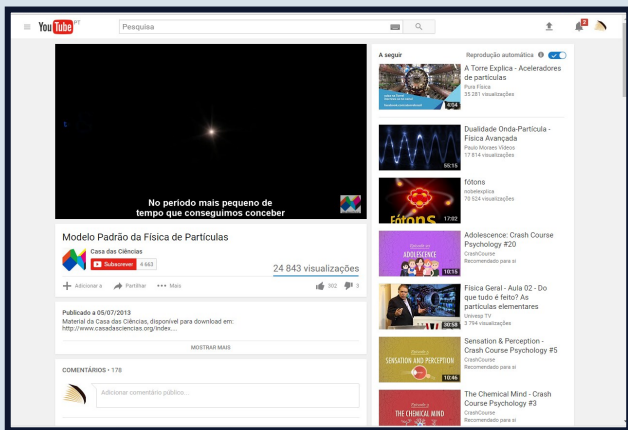 YouTube PT
Pesquisa
2
No período mais pequeno de
tempo que conseguimos conceber
Modelo Padrão da Física de Partículas
Casa das Ciências
Subscrever 4 663
24 843 visualizações
Adicionar a Partilhar Mais
302 3
Publicado a 05/07/2013
Material da Casa das Ciências, disponível para download em:
http://www.casadasciencias.org/index....
MOSTRAR MAIS
COMENTÁRIOS • 178
Adicionar comentário público...
A seguir
Reprodução automática
A Torre Explica - Aceleradores
de partículas
Pura Física
35 281 visualizações
4:54
Dualidade Onda-Partícula -
Física Avançada
Paulo Moraes Vídeos
17 814 visualizações
55:15
fótons
nobelexplica
70 524 visualizações
Fótons
17:02
Adolescence: Crash Course
Psychology #20
CrashCourse
Recomendado para si
ADOLESCENCE
10:15
Física Geral - Aula 02 - Do
que tudo é feito? As
partículas elementares
Univesp TV
3 794 visualizações
30:58
Sensation & Perception -
Crash Course Psychology #5
CrashCourse
Recomendado para si
SENSATION AND PERCEPTION
10:46
The Chemical Mind - Crash
Course Psychology #3
CrashCourse
Recomendado para si
THE CHEMICAL MIND